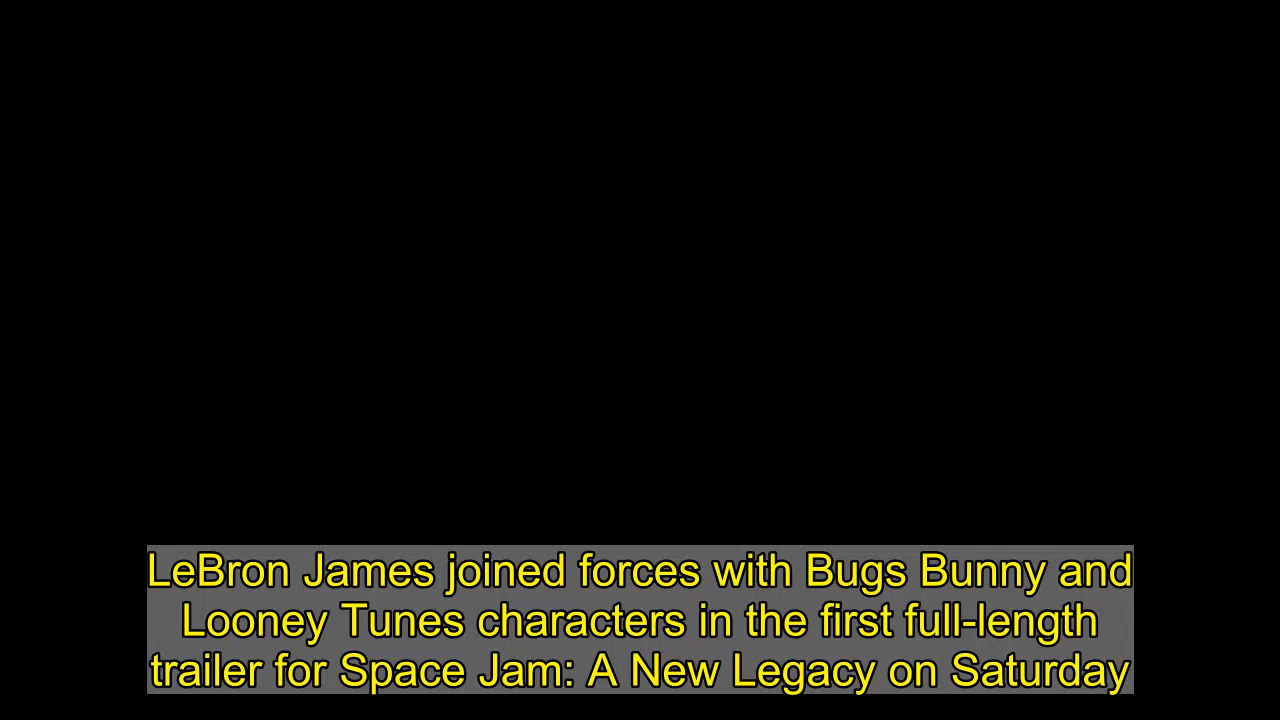 LeBron James joined forces with Bugs Bunny and
Looney Tunes characters in the first full-length
trailer for Space Jam: A New Legacy on Saturday